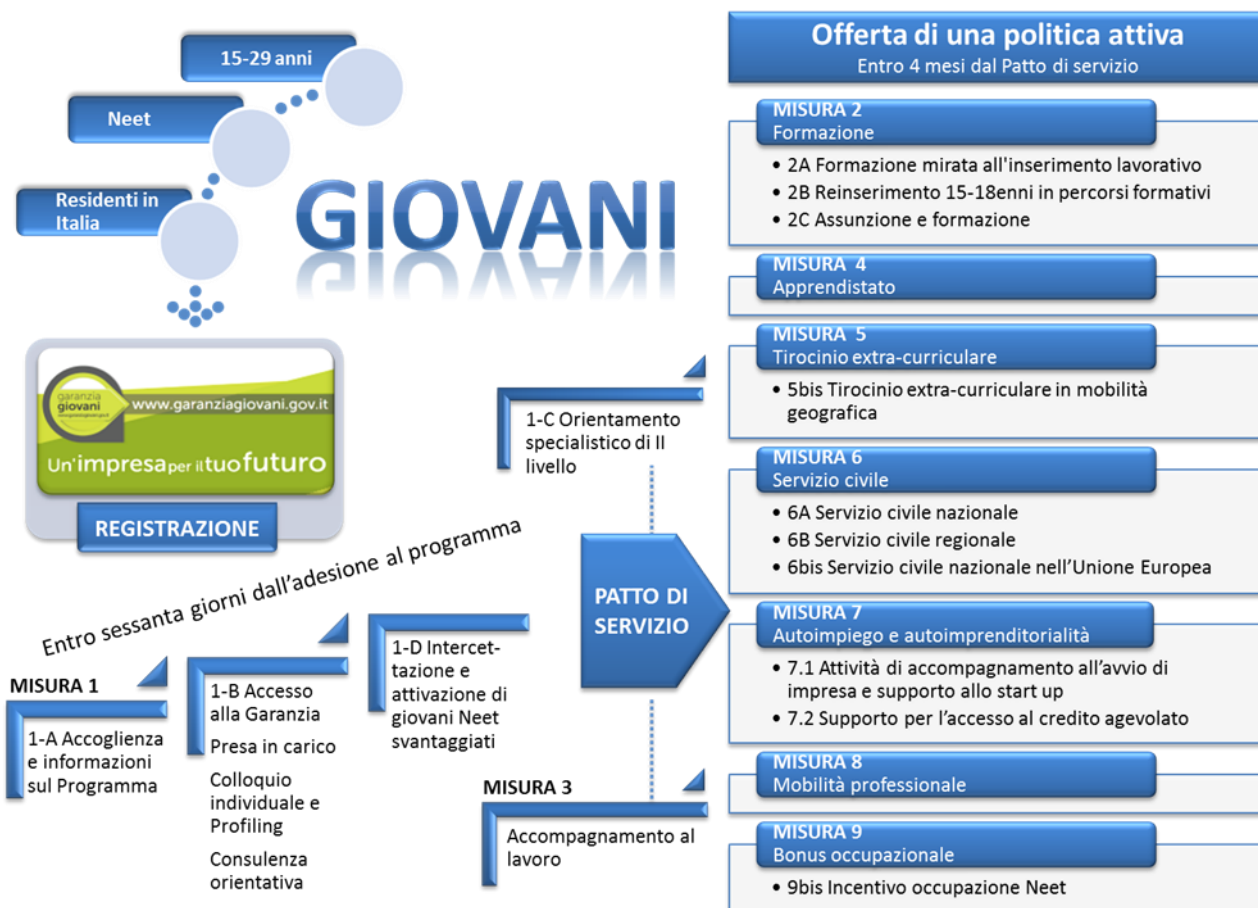 15-29 anni
Neet
Residenti in
Italia
GIOVANI
garanzia
giovani
www.garanziagiovani.gov.it
Un'impresa per il tuo futuro
REGISTRAZIONE
Entro sessanta giorni dall'adesione al programma
MISURA 1
1-A Accoglienza
e informazioni
sul Programma
1-B Accesso
alla Garanzia
Presa in carico
Colloquio
individuale e
Profiling
Consulenza
orientativa
1-D Intercet-
tazione e
attivazione di
giovani Neet
svantaggiati
1-C Orientamento
specialistico di II
livello
PATTO DI
SERVIZIO
MISURA 3
Accompagnamento al
lavoro
Offerta di una politica attiva
Entro 4 mesi dal Patto di servizio
MISURA 2
Formazione
• 2A Formazione mirata all'inserimento lavorativo
• 2B Reinserimento 15-18enni in percorsi formativi
• 2C Assunzione e formazione
MISURA 4
Apprendistato
MISURA 5
Tirocinio extra-curriculare
• 5bis Tirocinio extra-curriculare in mobilità
geografica
MISURA 6
Servizio civile
• 6A Servizio civile nazionale
• 6B Servizio civile regionale
• 6bis Servizio civile nazionale nell'Unione Europea
MISURA 7
Autoimpiego e autoimprenditorialità
• 7.1 Attività di accompagnamento all'avvio di
impresa e supporto allo start up
• 7.2 Supporto per l'accesso al credito agevolato
MISURA 8
Mobilità professionale
MISURA 9
Bonus occupazionale
• 9bis Incentivo occupazione Neet